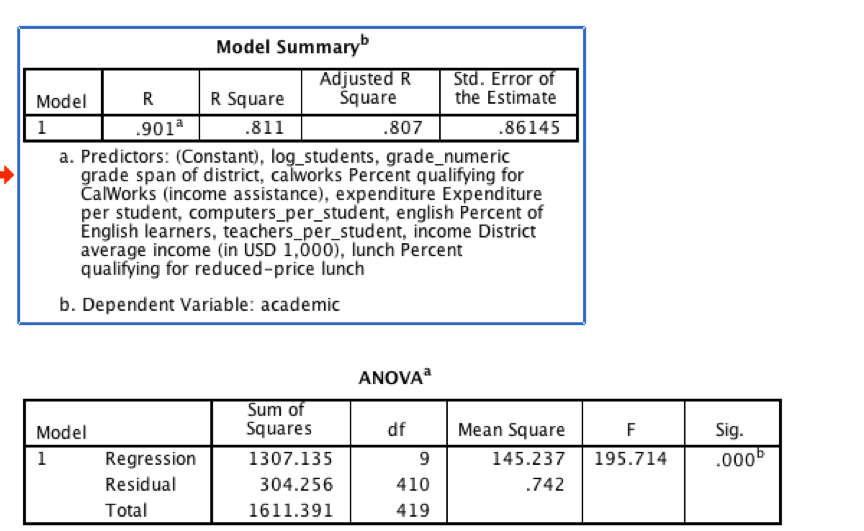 Model Summaryb
Model R R Square Adjusted R Square Std. Error of the Estimate
1 .901a .811 .807 .86145
a. Predictors: (Constant), log_students, grade_numeric
grade span of district, calworks Percent qualifying for
CalWorks (income assistance), expenditure Expenditure
per student, computers_per_student, english Percent of
English learners, teachers_per_student, income District
average income (in USD 1,000), lunch Percent
qualifying for reduced-price lunch
b. Dependent Variable: academic
ANOVAa
Model Sum of Squares df Mean Square F Sig.
1 Regression 1307.135 9 145.237 195.714 .000b
Residual 304.256 410 .742
Total 1611.391 419